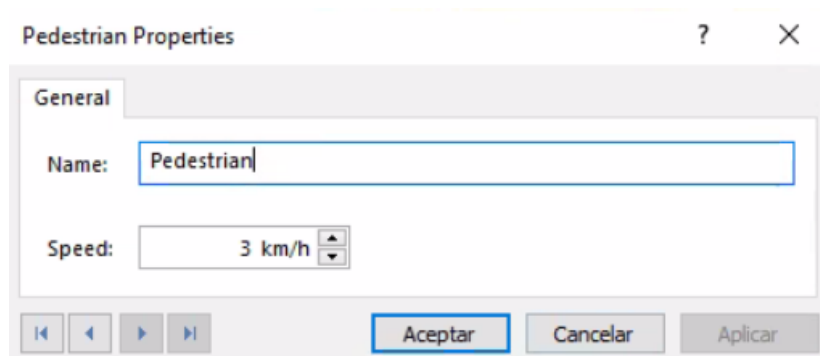 Pedestrian Properties ?
General
Name: Pedestrian
Speed: 3 km/h
Aceptar Cancelar Aplicar